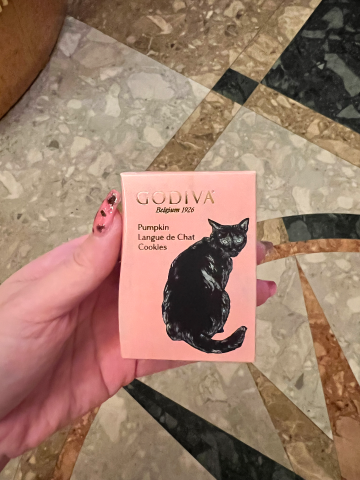 GODIVA
Belgium 1926
Pumpkin
Langue de Chat
Cookies